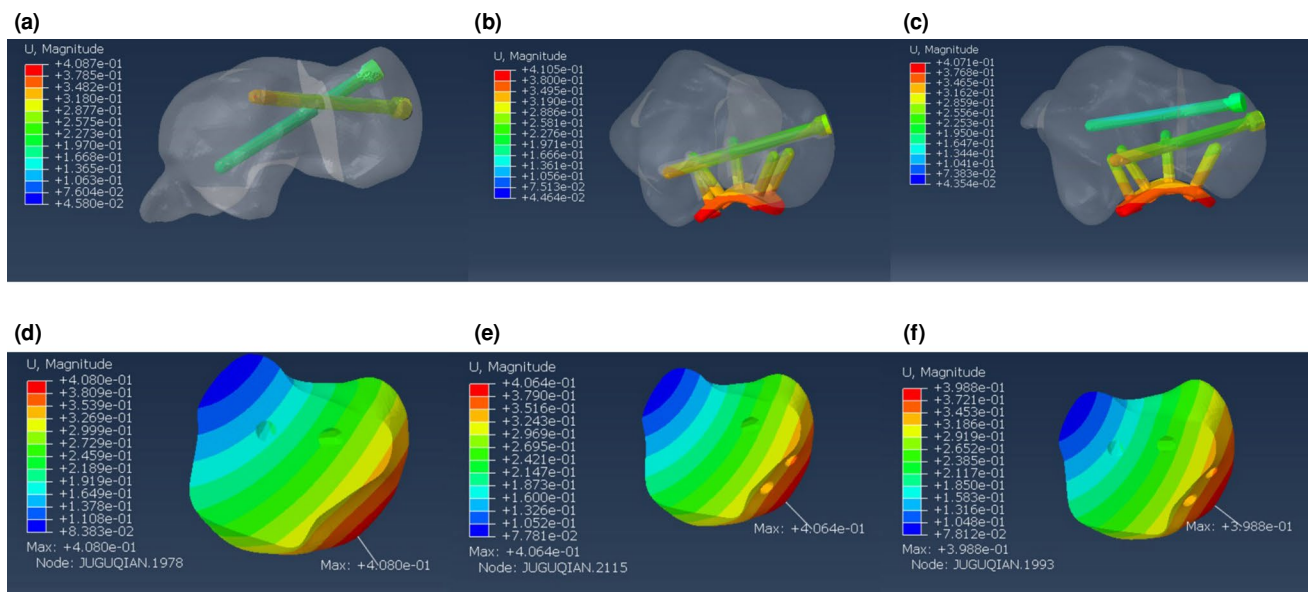 (a)
U, Magnitude
+4.087e-01
+3.785e-01
+3.482e-01
+3.180e-01
+2.877e-01
+2.575e-01
+2.273e-01
+1.970e-01
+1.668e-01
+1.365e-01
+1.063e-01
+7.604e-02
+4.580e-02
(b)
U, Magnitude
+4.105e-01
+3.800e-01
+3.495e-01
+3.190e-01
+2.886e-01
+2.581e-01
+2.276e-01
+1.971e-01
+1.666e-01
+1.361e-01
+1.056e-01
+7.513e-02
+4.464e-02
(c)
U, Magnitude
+4.071e-01
+3.768e-01
+3.465e-01
+3.162e-01
+2.859e-01
+2.556e-01
+2.253e-01
+1.950e-01
+1.647e-01
+1.344e-01
+1.041e-01
+7.383e-02
+4.354e-02
(d)
U, Magnitude
+4.080e-01
+3.809e-01
+3.539e-01
+3.269e-01
+2.999e-01
+2.729e-01
+2.459e-01
+2.189e-01
+1.919e-01
+1.649e-01
+1.378e-01
+1.108e-01
+8.383e-02
Max: +4.080e-01
Node: JUGUQIAN.1978
Max: +4.080e-01
(e)
U, Magnitude
+4.064e-01
+3.790e-01
+3.516e-01
+3.243e-01
+2.969e-01
+2.695e-01
+2.421e-01
+2.147e-01
+1.873e-01
+1.600e-01
+1.326e-01
+1.052e-01
+7.781e-02
Max: +4.064e-01
Node: JUGUQIAN.2115
Max: +4.064e-01
(f)
U, Magnitude
+3.988e-01
+3.721e-01
+3.453e-01
+3.186e-01
+2.919e-01
+2.652e-01
+2.385e-01
+2.117e-01
+1.850e-01
+1.583e-01
+1.316e-01
+1.048e-01
+7.812e-02
Max: +3.988e-01
Node: JUGUQIAN.1993
Max: +3.988e-01